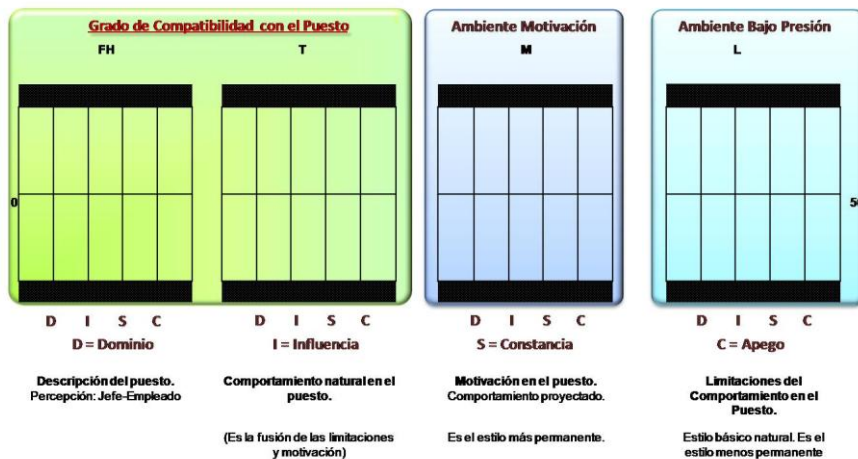 Grado de Compatibilidad con el Puesto
Ambiente Motivación
Ambiente Bajo Presión
FH
T
M
L
0
50
D I S C
D I S C
D I S C
D I S C
D = Dominio
I = Influencia
S = Constancia
C = Apego
Descripción del puesto.
Percepción: Jefe-Empleado
Comportamiento natural en el
puesto.
(Es la fusión de las limitaciones
y motivación)
Motivación en el puesto.
Comportamiento proyectado.
Es el estilo más permanente.
Limitaciones del
Comportamiento en el
Puesto.
Estilo básico natural. Es el
estilo menos permanente